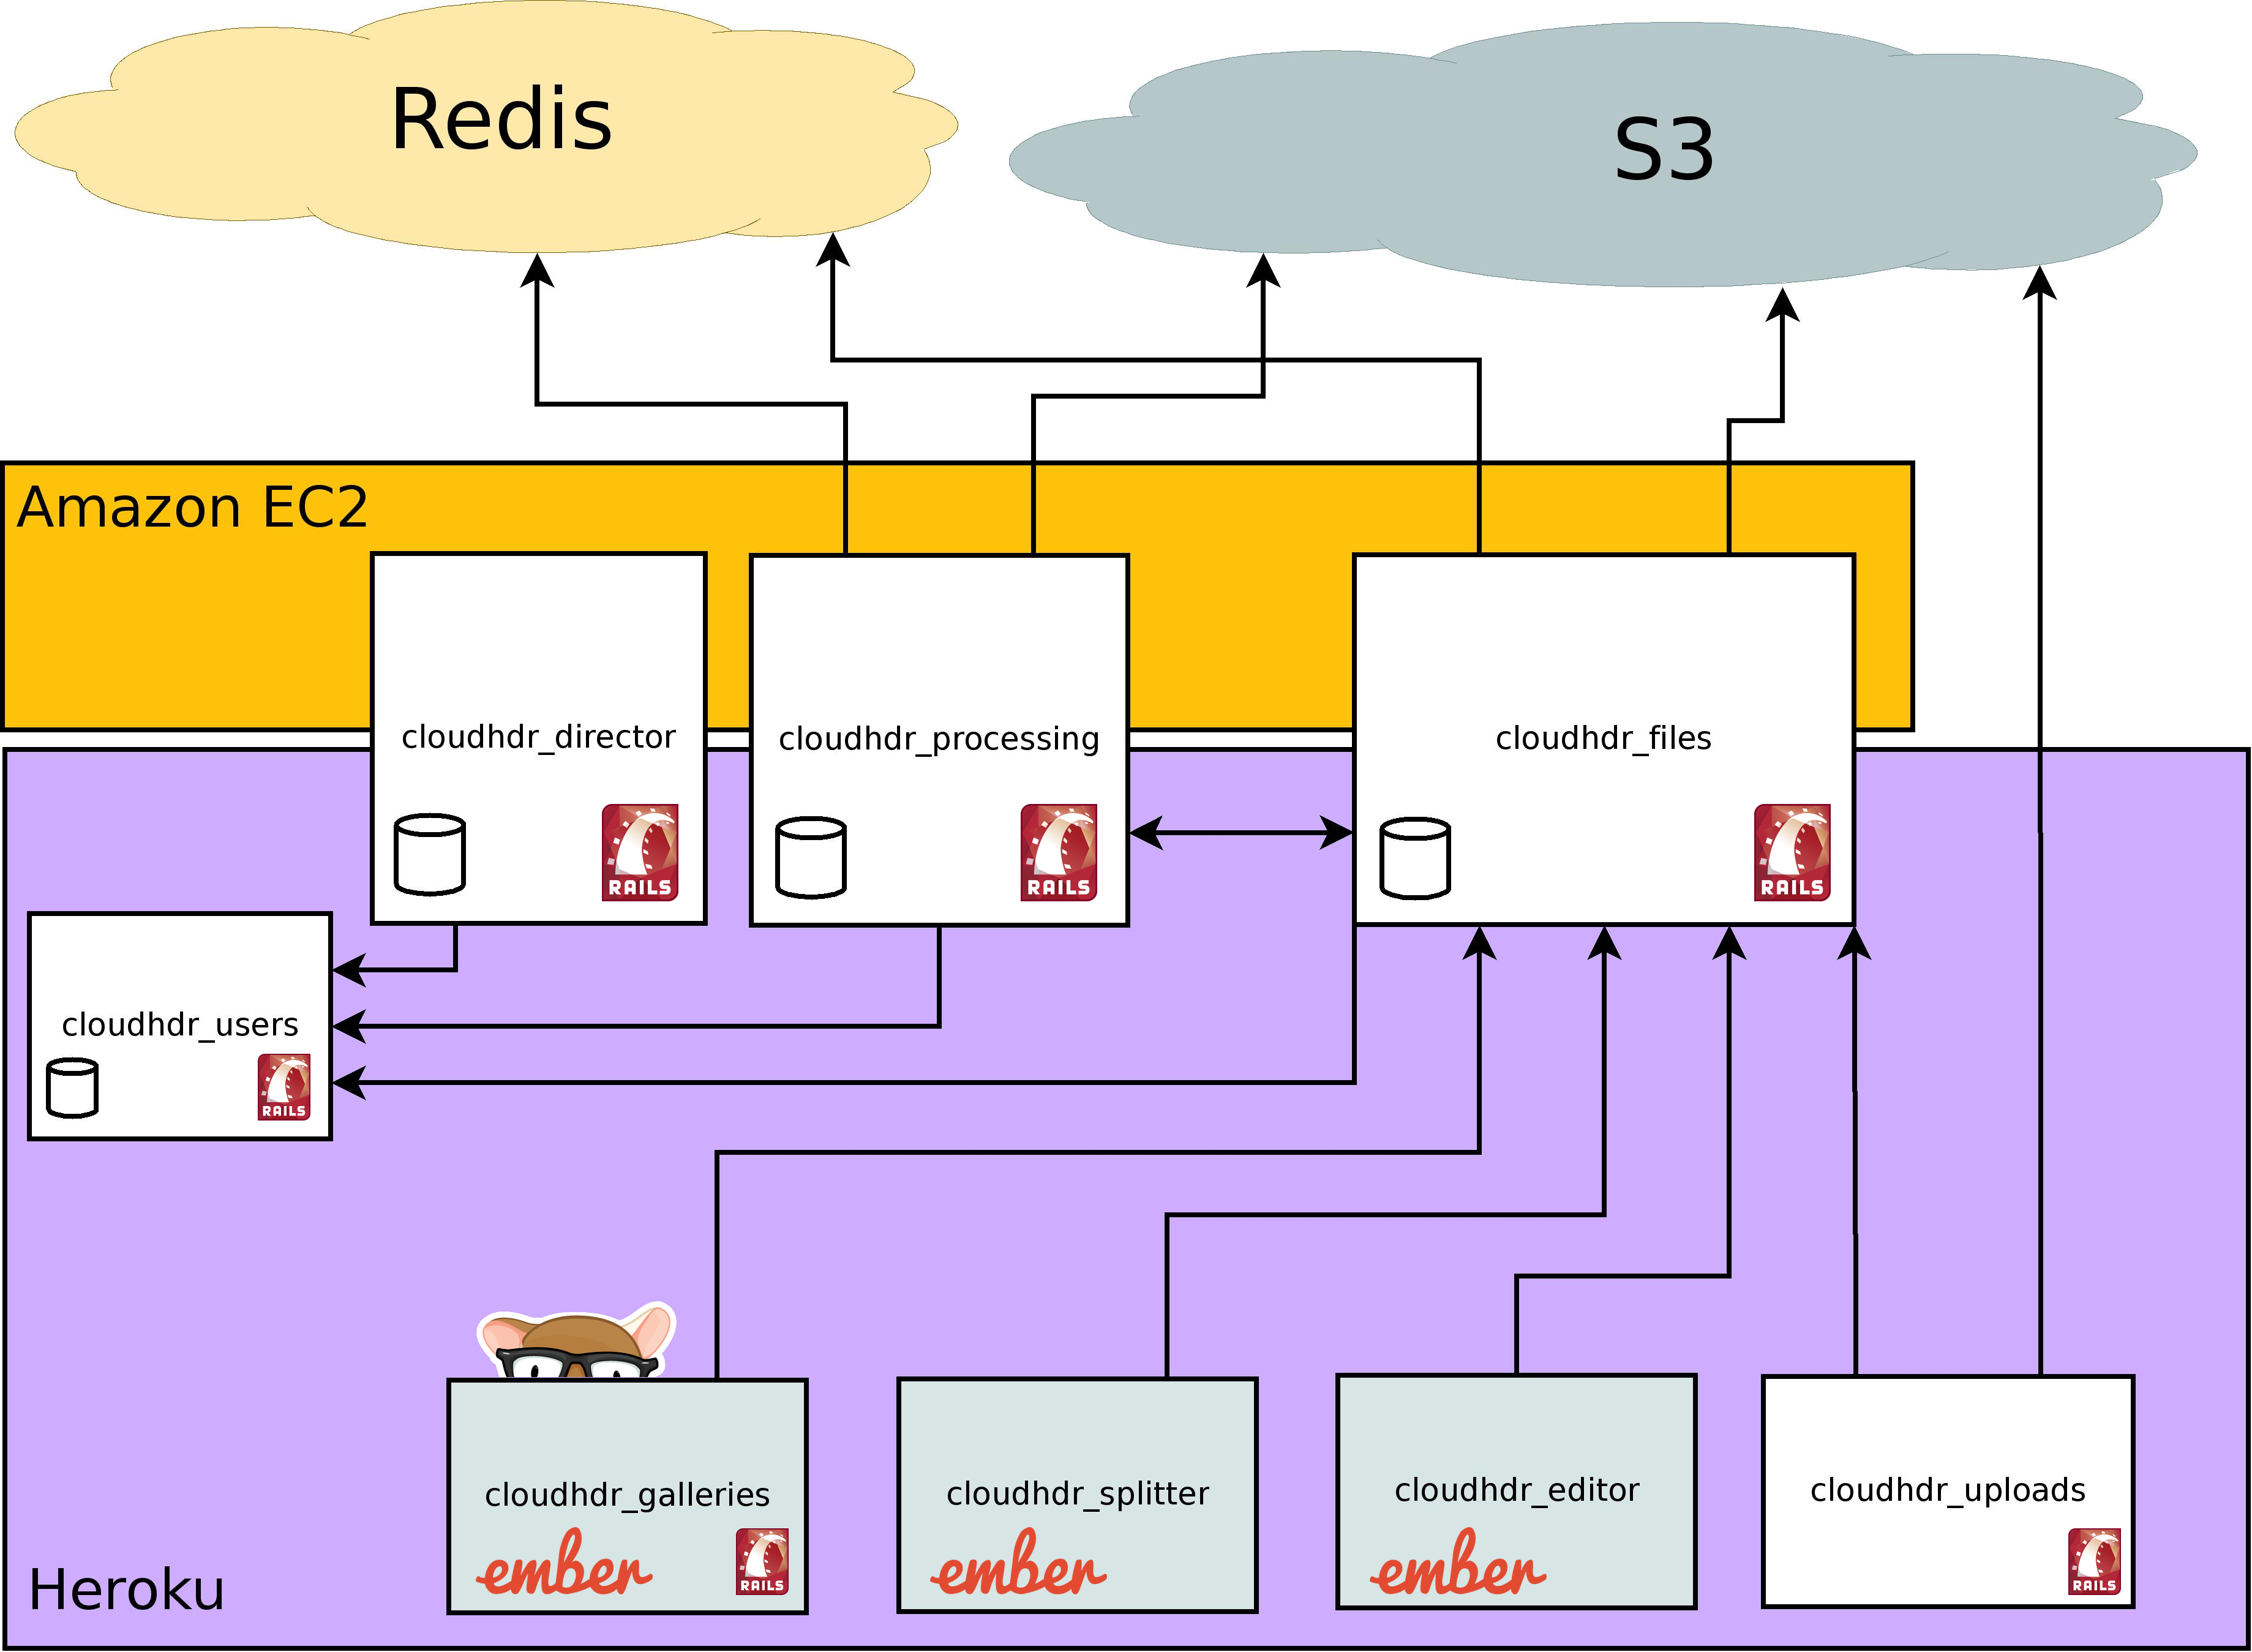 Redis
S3
Amazon EC2
cloudhdr_director
cloudhdr_processing
cloudhdr_files
RAILS
RAILS
RAILS
cloudhdr_users
RAILS
cloudhdr_galleries
cloudhdr_splitter
cloudhdr_editor
cloudhdr_uploads
ember
RAILS
ember
ember
RAILS
Heroku